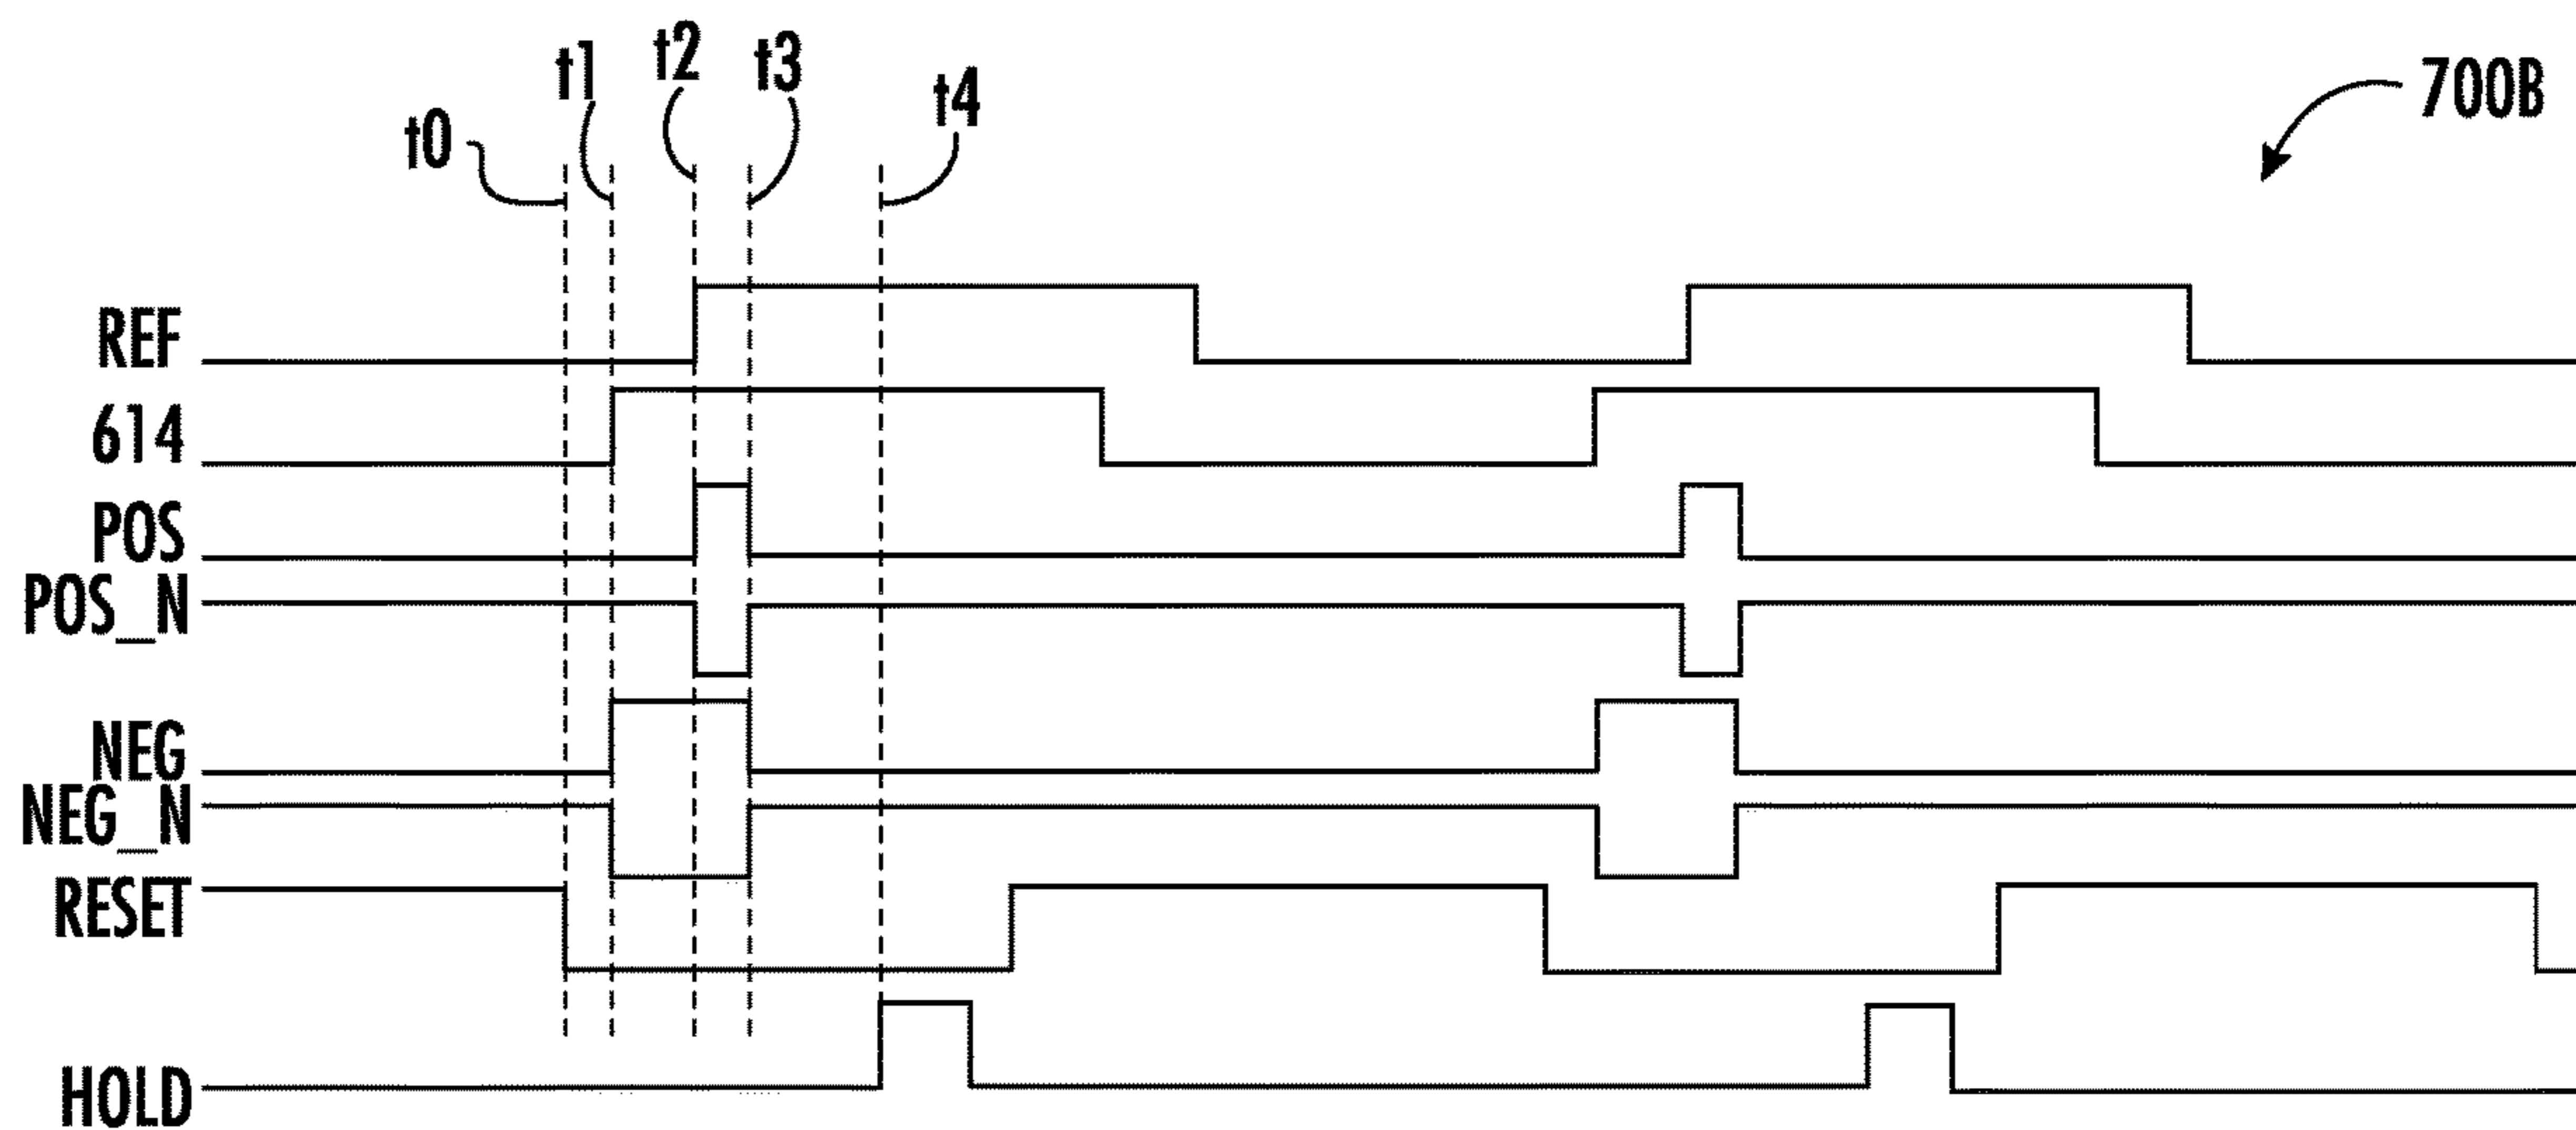 t0
t1
t2
t3
t4
700B
REF
614
POS
POS_N
NEG
NEG_N
RESET
HOLD